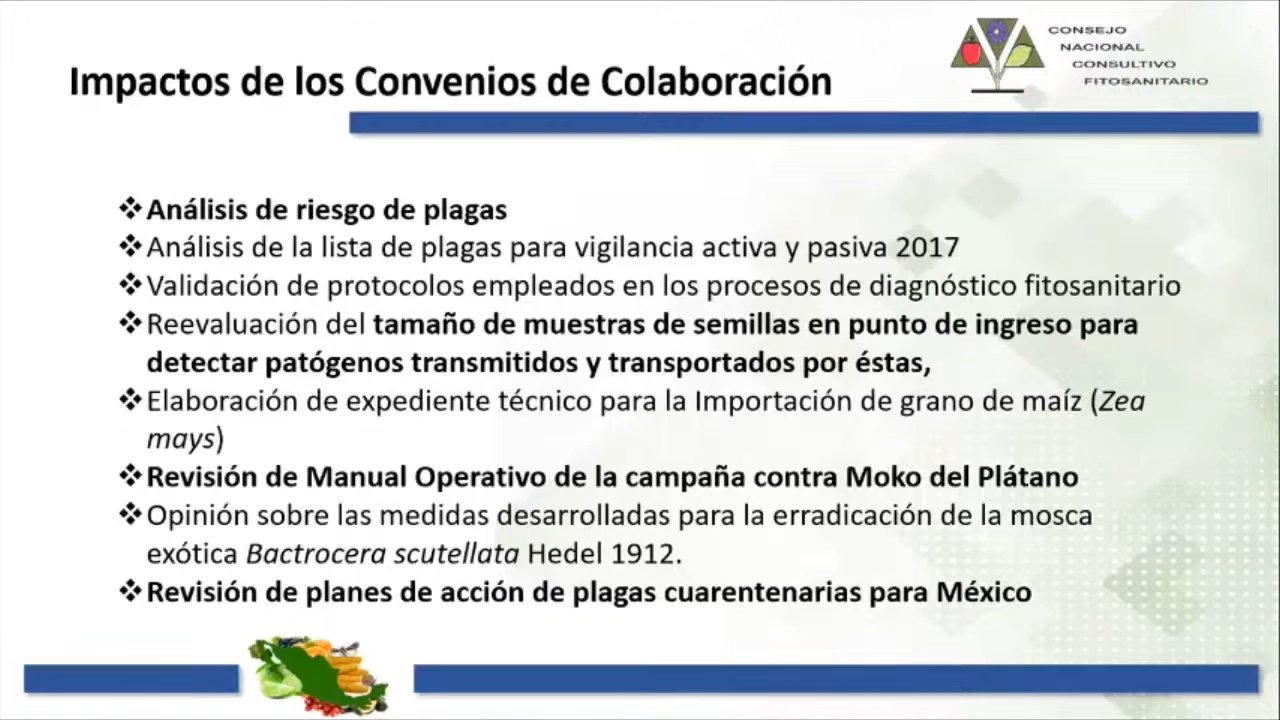 Impactos de los Convenios de Colaboración
CONSEJO
NACIONAL
CONSULTIVO
FITOSANITARIO
❖Análisis de riesgo de plagas
❖Análisis de la lista de plagas para vigilancia activa y pasiva 2017
❖Validación de protocolos empleados en los procesos de diagnóstico fitosanitario
❖Reevaluación del tamaño de muestras de semillas en punto de ingreso para
detectar patógenos transmitidos y transportados por éstas,
❖Elaboración de expediente técnico para la Importación de grano de maíz (Zea
mays)
❖Revisión de Manual Operativo de la campaña contra Moko del Plátano
❖Opinión sobre las medidas desarrolladas para la erradicación de la mosca
exótica Bactrocera scutellata Hedel 1912.
❖Revisión de planes de acción de plagas cuarentenarias para México